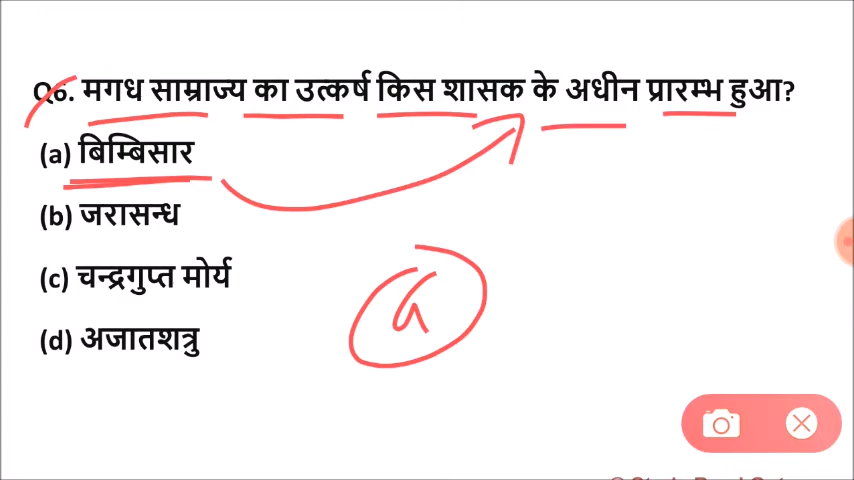 Q6. मगध साम्राज्य का उत्कर्ष किस शासक के अधीन प्रारम्भ हुआ?
(a) बिम्बिसार
(b) जरासन्ध
(c) चन्द्रगुप्त मोर्य
(d) अजातशत्रु
a